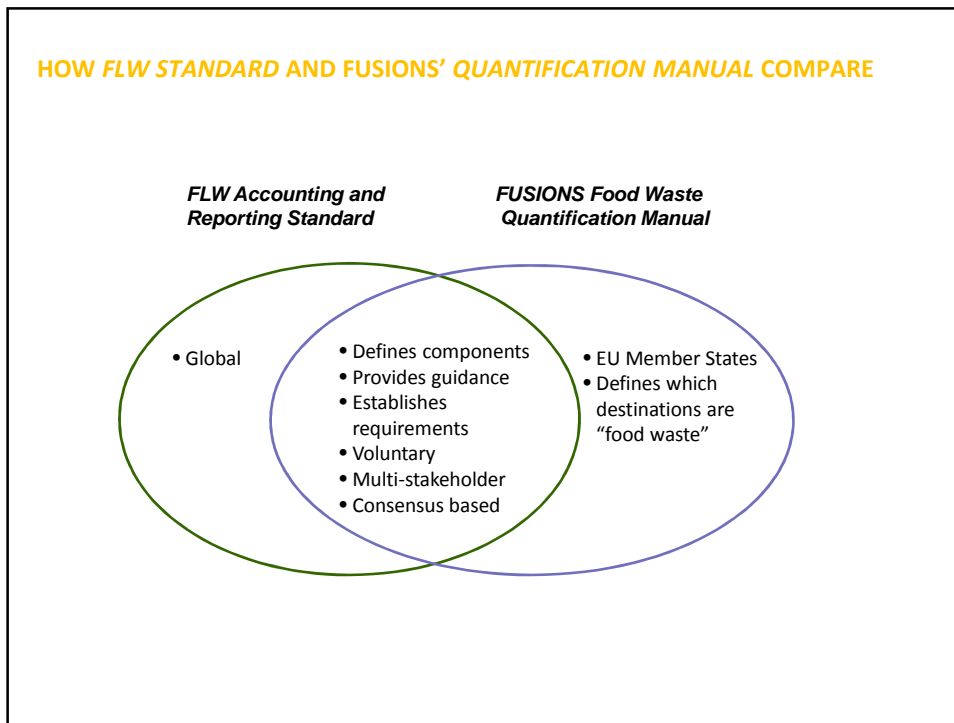 HOW FLW STANDARD AND FUSIONS’ QUANTIFICATION MANUAL COMPARE
FLW Accounting and
Reporting Standard
FUSIONS Food Waste
Quantification Manual
• Global
• Defines components
• Provides guidance
• Establishes
requirements
• Voluntary
• Multi-stakeholder
• Consensus based
• EU Member States
• Defines which
destinations are
“food waste”